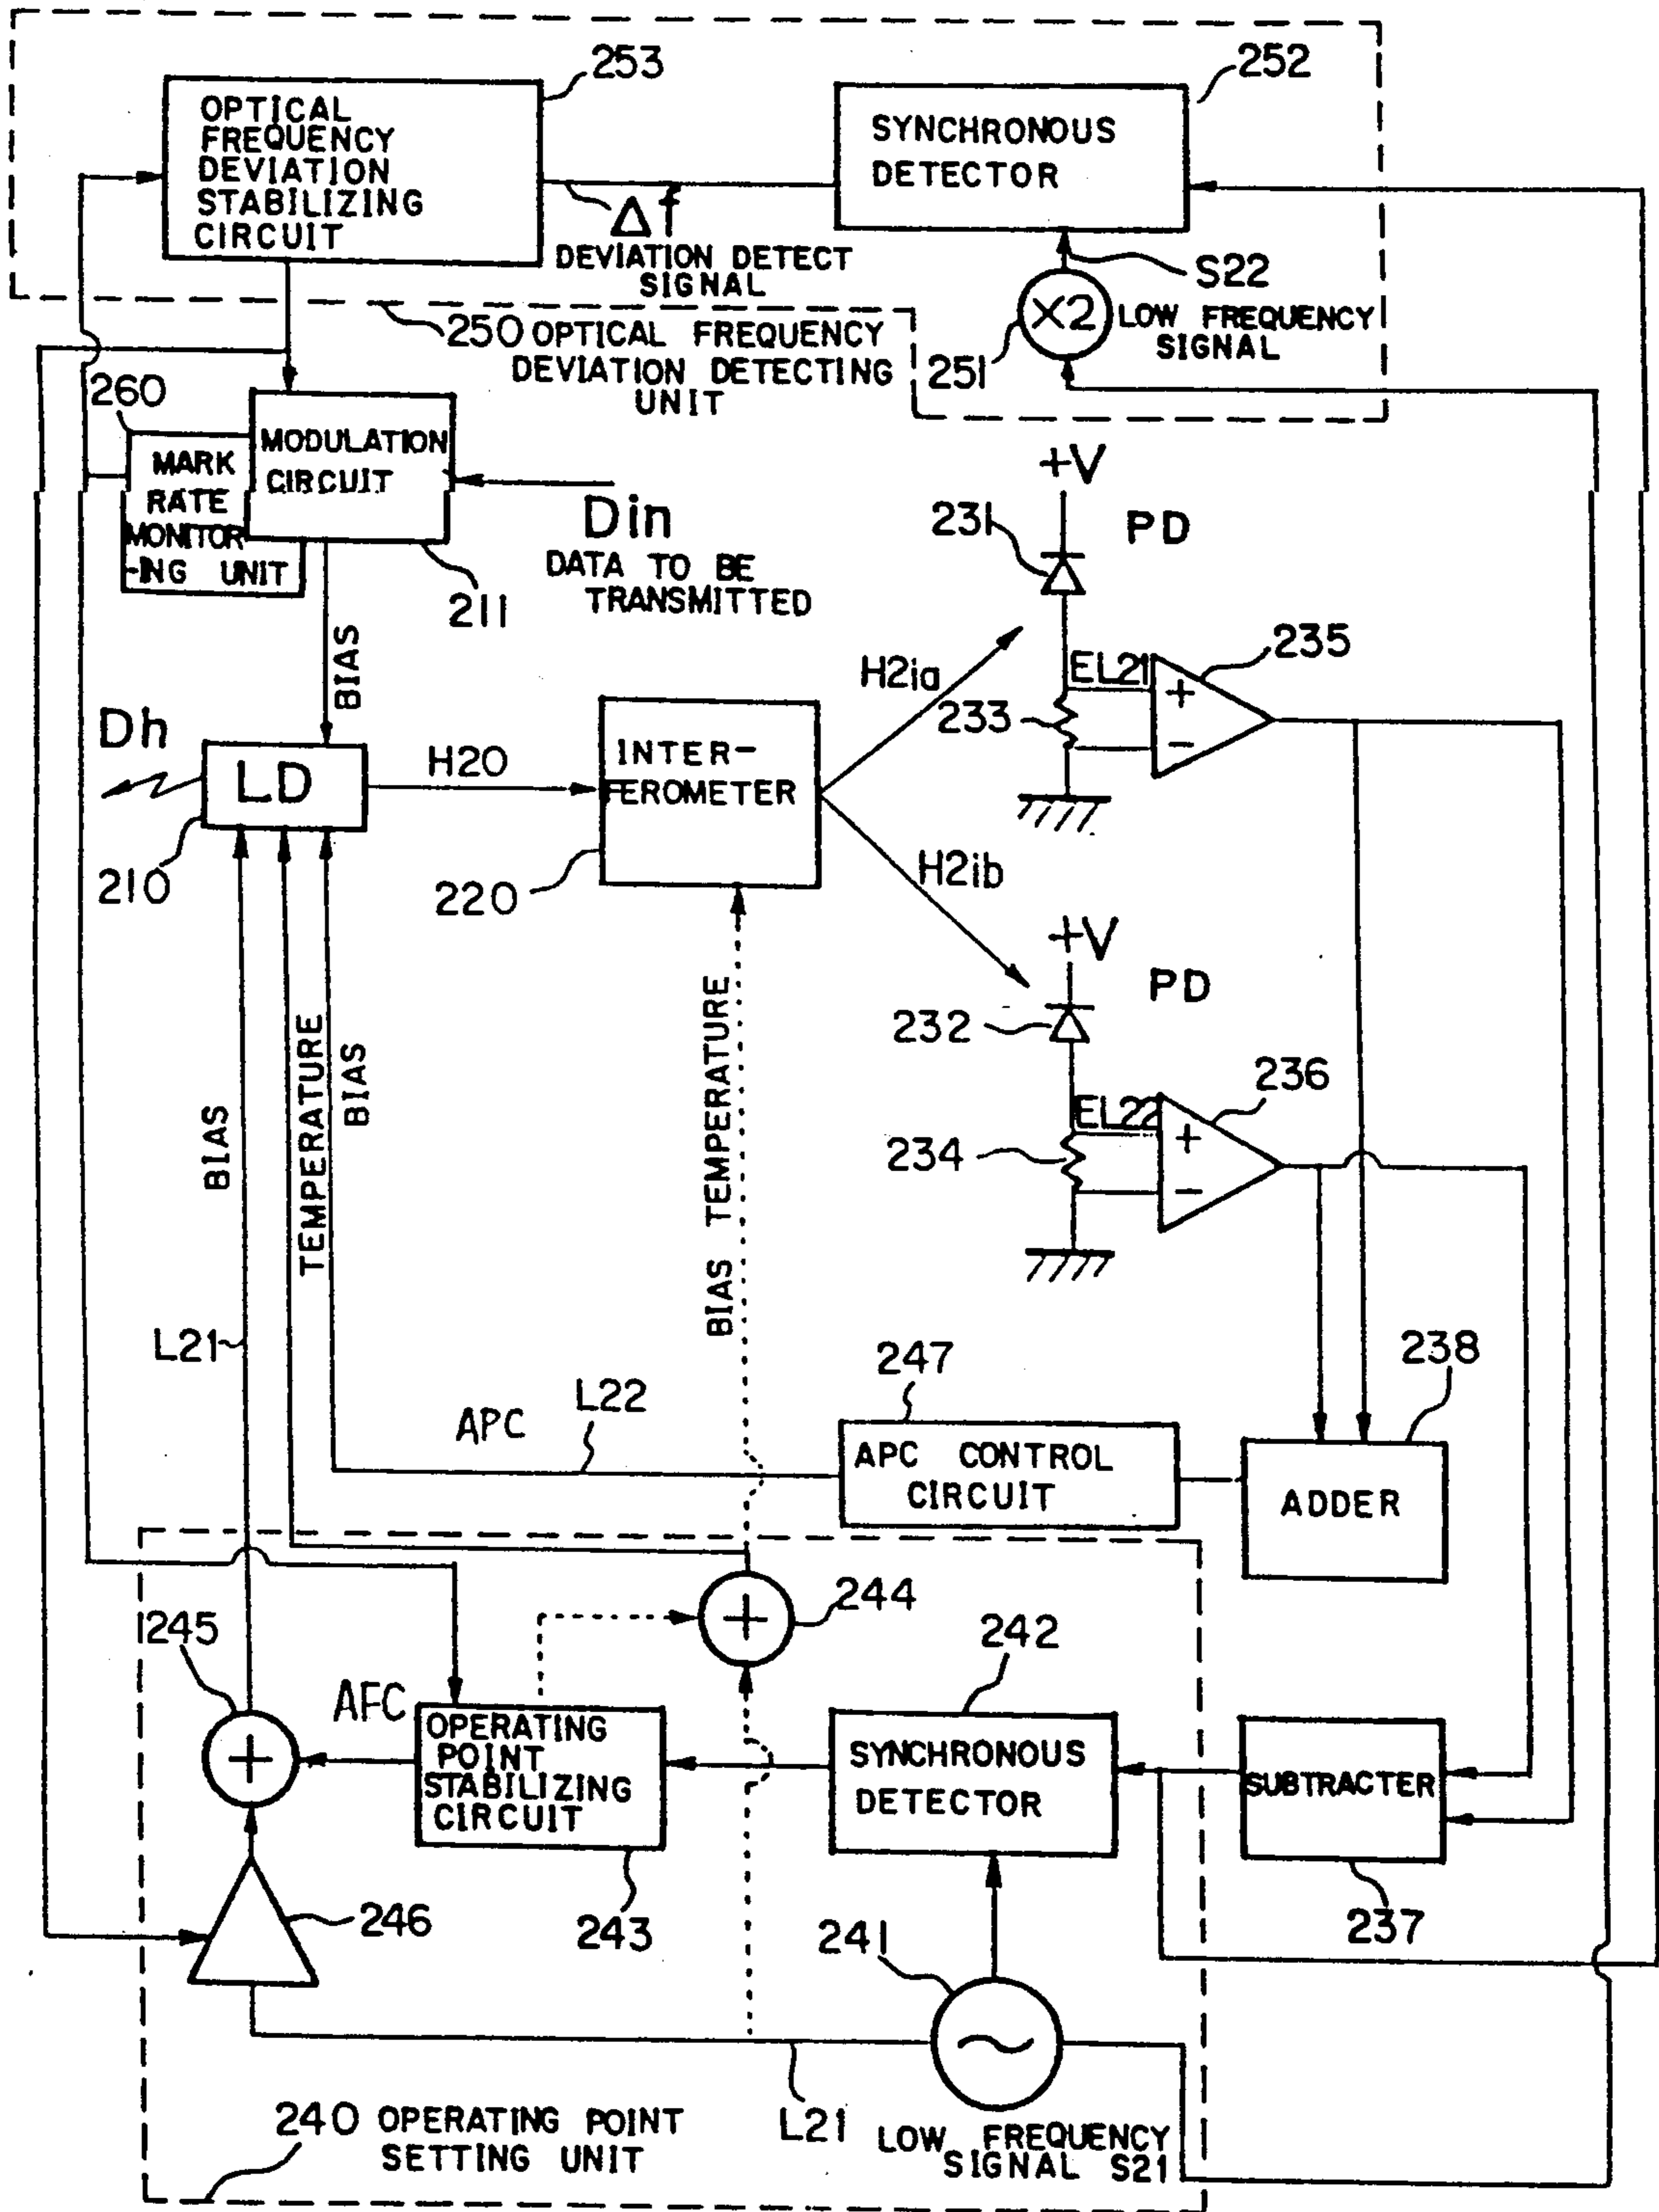 253
252
OPTICAL
FREQUENCY
DEVIATION
STABILIZING
CIRCUIT
SYNCHRONOUS
DETECTOR
Δf
DEVIATION DETECT
SIGNAL
S22
X2
LOW FREQUENCY
SIGNAL
251
250 OPTICAL FREQUENCY
DEVIATION DETECTING
UNIT
260
MODULATION
CIRCUIT
MARK
RATE
MONITOR
-ING UNIT
Din
DATA TO BE
TRANSMITTED
211
BIAS
+V
PD
231
EL21
235
+
−
233
H2ia
Dh
LD
H20
INTER-
FEROMETER
210
220
H2ib
+V
PD
232
EL22
236
+
−
234
BIAS
TEMPERATURE
BIAS
BIAS TEMPERATURE
L21
APC
L22
247
238
APC CONTROL
CIRCUIT
ADDER
244
+
245
+
AFC
242
OPERATING
POINT
STABILIZING
CIRCUIT
SYNCHRONOUS
DETECTOR
SUBTRACTER
246
243
241
237
240 OPERATING POINT
SETTING UNIT
L21
LOW FREQUENCY
SIGNAL S21